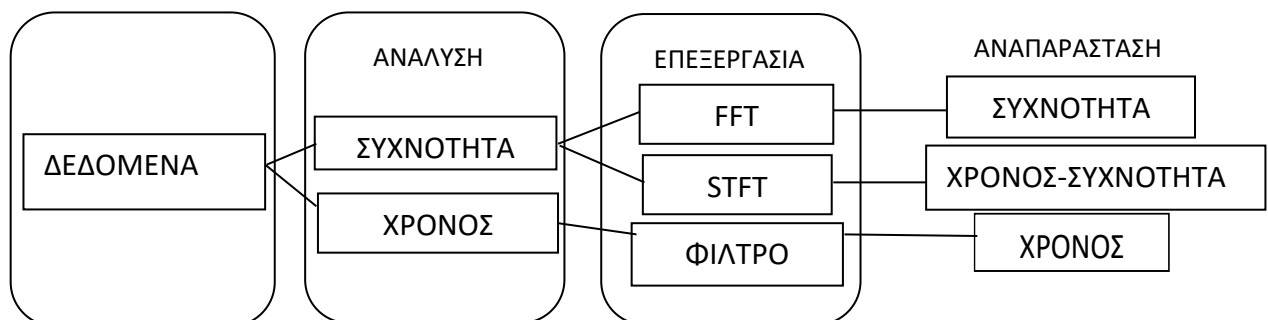 ΔΕΔΟΜΕΝΑ
ΑΝΑΛΥΣΗ
ΣΥΧΝΟΤΗΤΑ
ΧΡΟΝΟΣ
ΕΠΕΞΕΡΓΑΣΙΑ
FFT
STFT
ΦΙΛΤΡΟ
ΑΝΑΠΑΡΑΣΤΑΣΗ
ΣΥΧΝΟΤΗΤΑ
ΧΡΟΝΟΣ-ΣΥΧΝΟΤΗΤΑ
ΧΡΟΝΟΣ